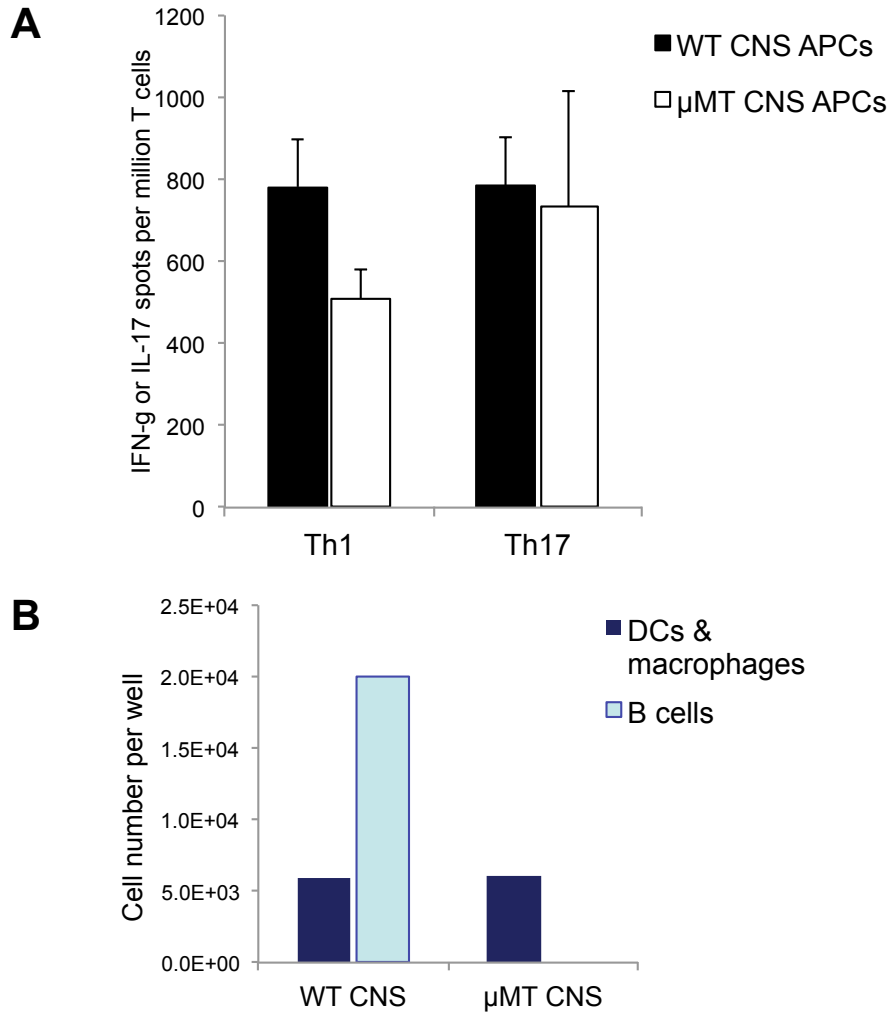 A
IFN-g or IL-17 spots per million T cells
1200
1000
800
600
400
200
0
Th1
Th17
WT CNS APCs
µMT CNS APCs
B
Cell number per well
2.5E+04
2.0E+04
1.5E+04
1.0E+04
5.0E+03
0.0E+00
WT CNS
µMT CNS
DCs &
macrophages
B cells